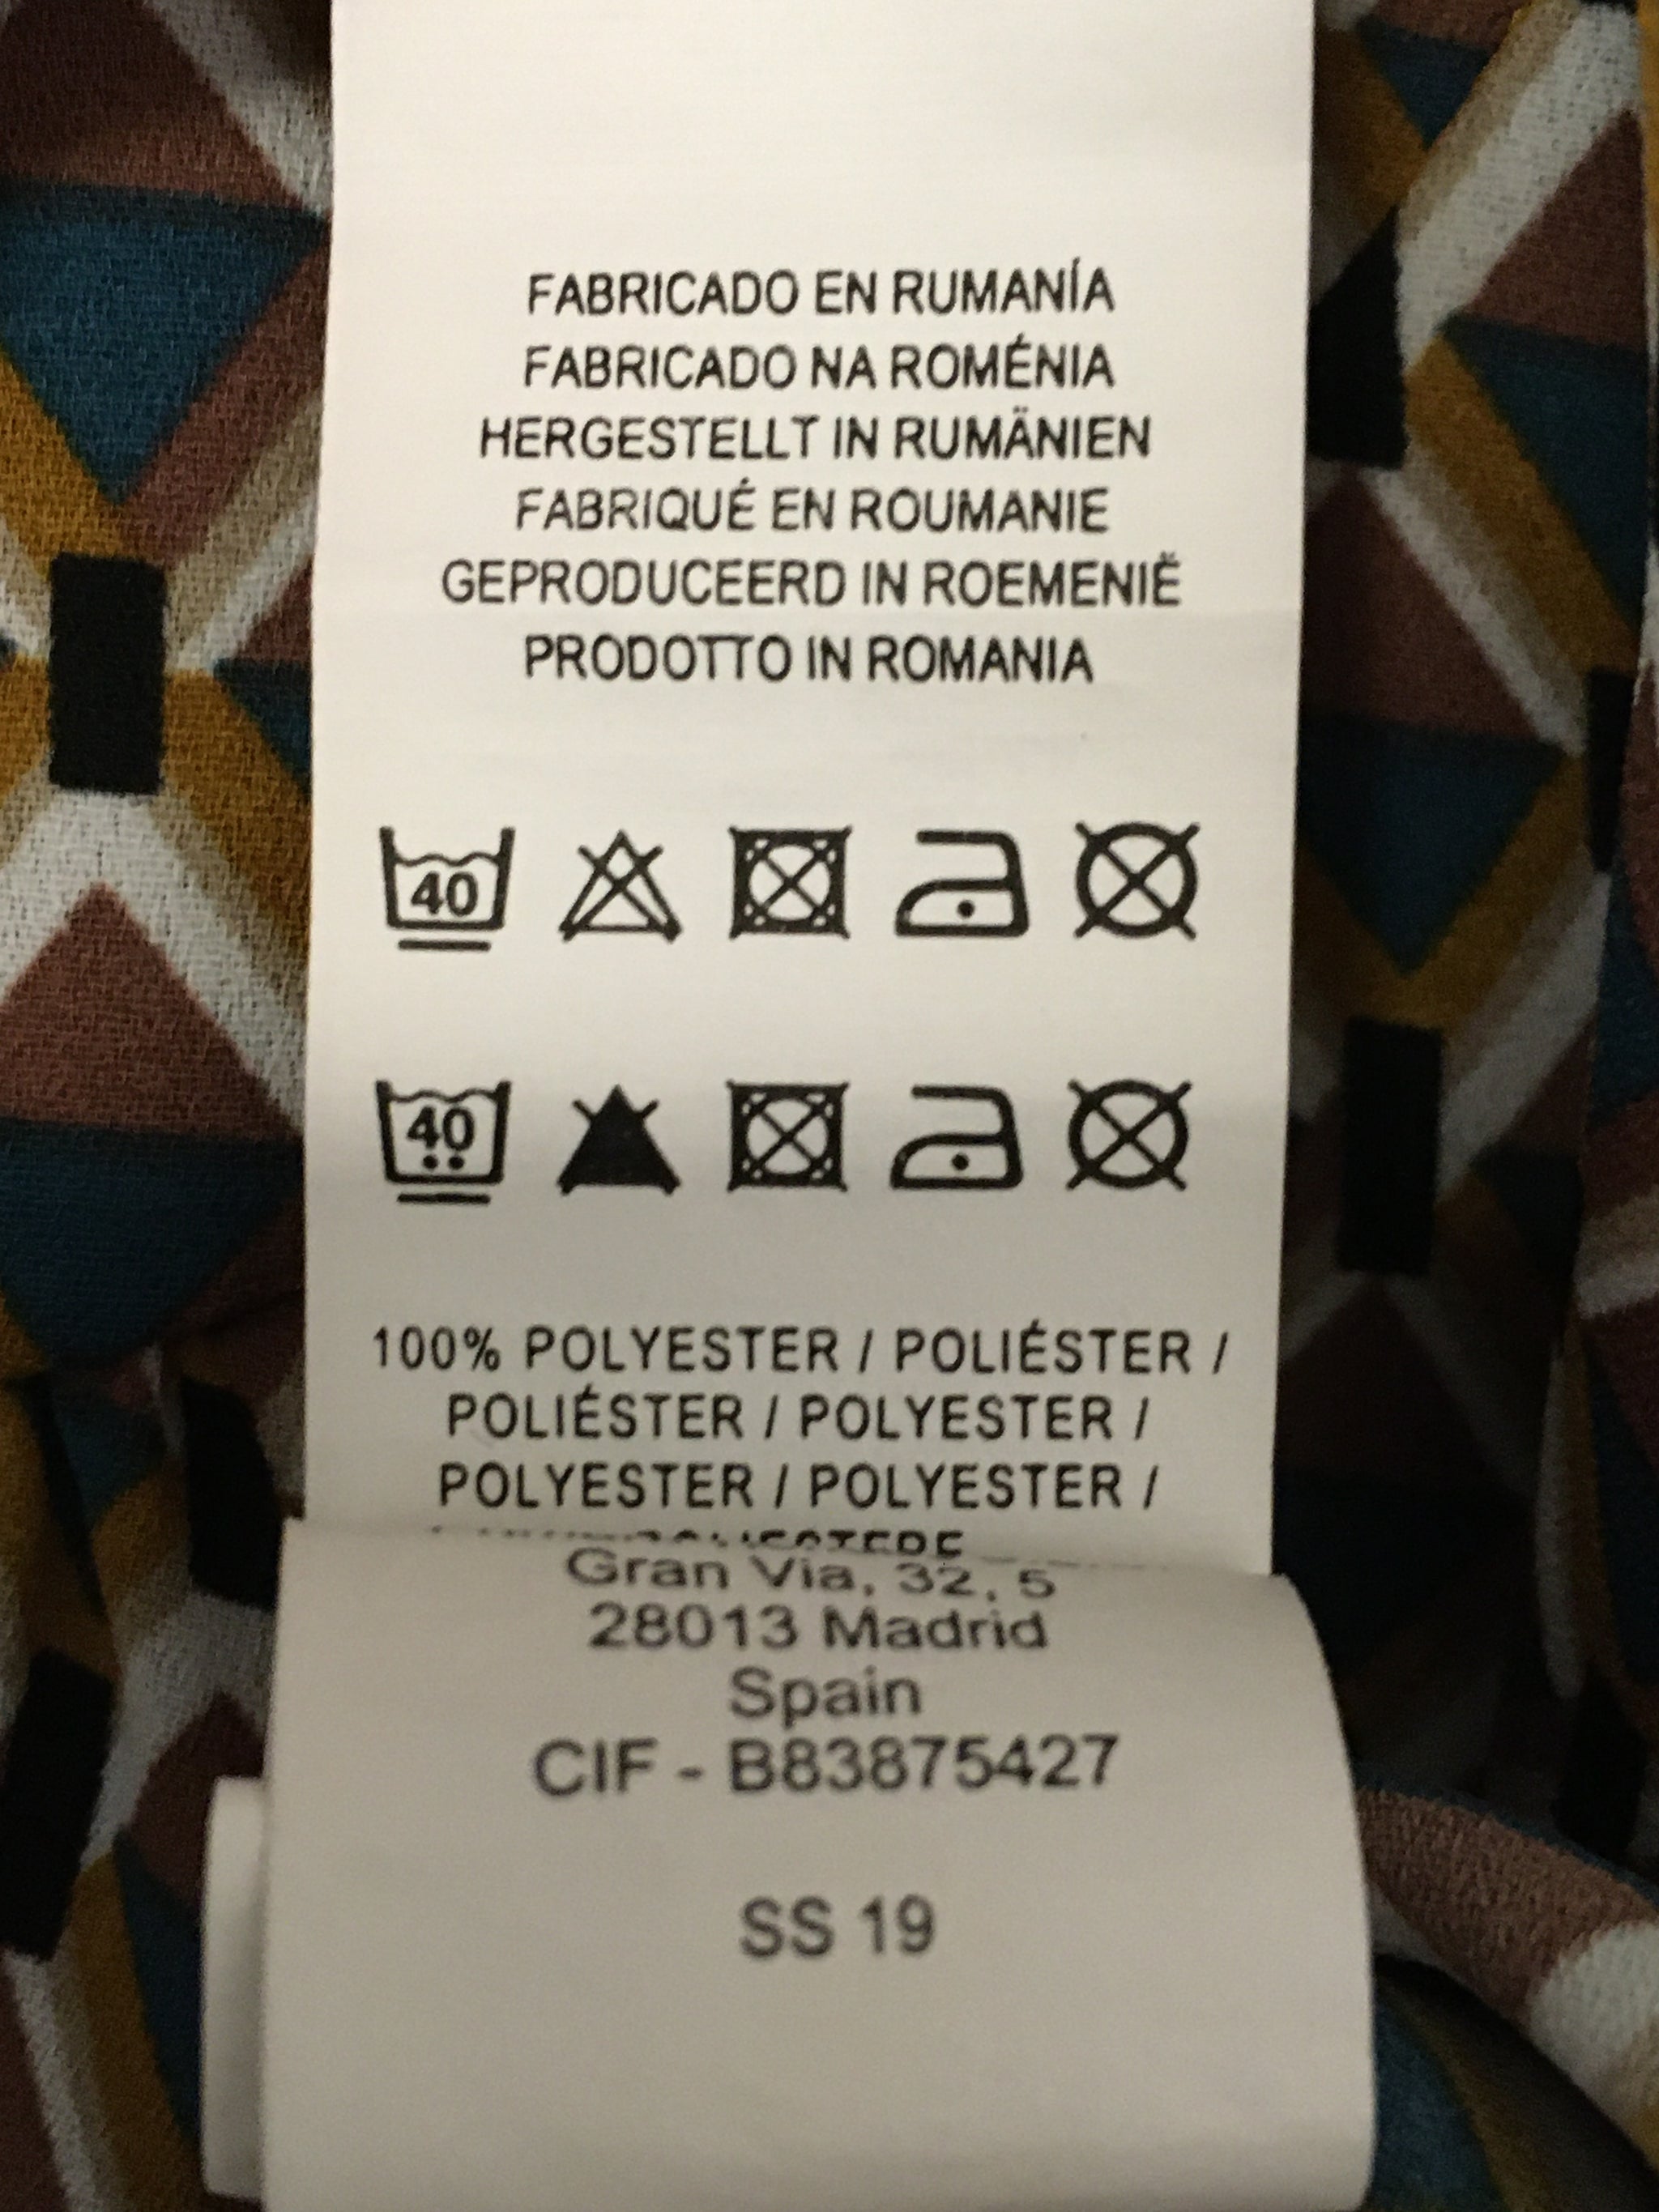 FABRICADO EN RUMANÍA
FABRICADO NA ROMÉNIA
HERGESTELLT IN RUMÄNIEN
FABRIQUÉ EN ROUMANIE
GEPRODUCEERD IN ROEMENIË
PRODOTTO IN ROMANIA
40
40
100% POLYESTER / POLIÉSTER /
POLIÉSTER / POLYESTER /
POLYESTER / POLYESTER /
Gran Via, 32, 5
28013 Madrid
Spain
CIF - B83875427
SS 19